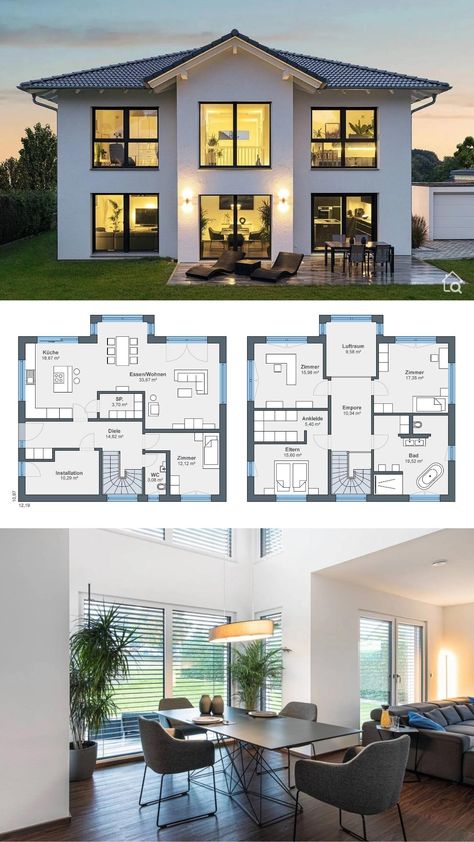 Küche
18,67 m²
Essen/Wohnen
33,67 m²
SP.
3,70 m²
Diele
14,82 m²
Zimmer
12,12 m²
WC
3,08 m²
Installation
10,29 m²
10,87
12,19
Luftraum
9,58 m²
Zimmer
15,98 m²
Zimmer
17,35 m²
Ankleide
5,40 m²
Empore
10,34 m²
Eltern
15,60 m²
Bad
19,52 m²